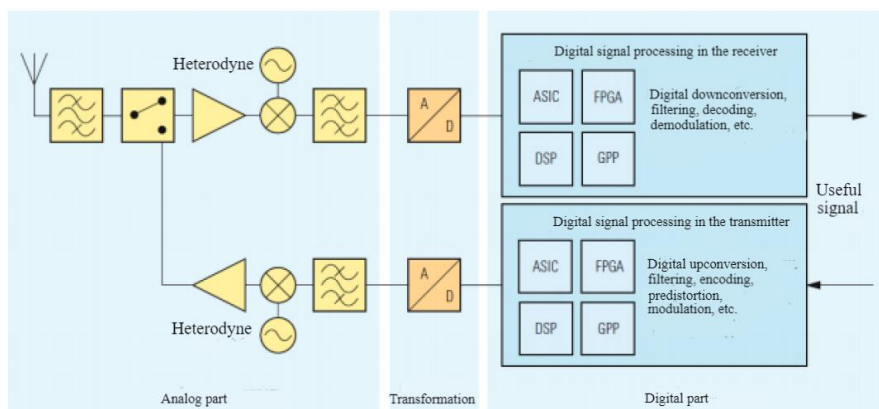 Heterodyne
A
D
Digital signal processing in the receiver
ASIC
FPGA
DSP
GPP
Digital downconversion,
filtering, decoding,
demodulation, etc.
Useful
signal
Heterodyne
A
D
Digital signal processing in the transmitter
ASIC
FPGA
DSP
GPP
Digital upconversion,
filtering, encoding,
predistortion,
modulation, etc.
Analog part
Transformation
Digital part